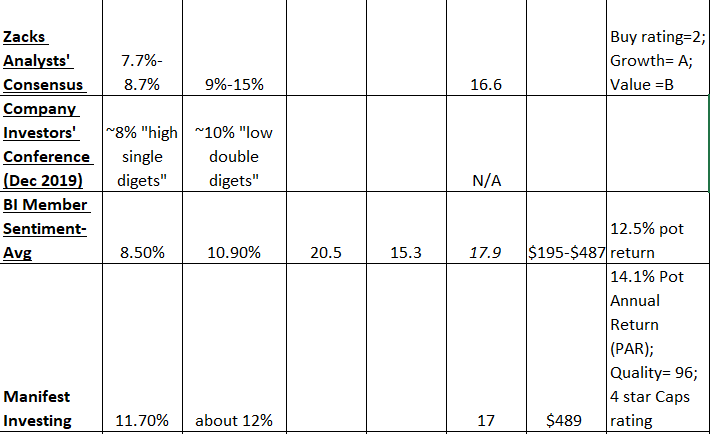 Zacks
Analysts'
Consensus
7.7%-
8.7%
9%-15%
16.6
Buy rating=2;
Growth= A;
Value =B
Company
Investors'
Conference
(Dec 2019)
~8% "high
single
digets"
~10% "low
double
digets"
N/A
BI Member
Sentiment-
Avg
8.50%
10.90%
20.5
15.3
17.9
$195-$487
12.5% pot
return
Manifest
Investing
11.70%
about 12%
17
$489
14.1% Pot
Annual
Return
(PAR);
Quality= 96;
4 star Caps
rating